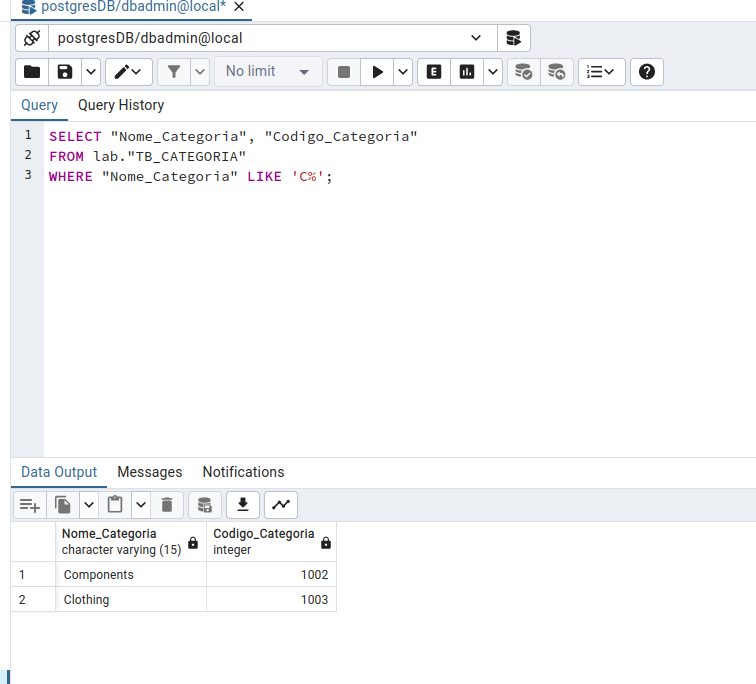 postgresDB/dbadmin@local*
postgresDB/dbadmin@local
No limit
E
Query Query History
1 SELECT "Nome_Categoria", "Codigo_Categoria"
2 FROM lab."TB_CATEGORIA"
3 WHERE "Nome_Categoria" LIKE 'C%';
Data Output Messages Notifications
Nome_Categoria Codigo_Categoria
character varying (15) integer
1 Components 1002
2 Clothing 1003